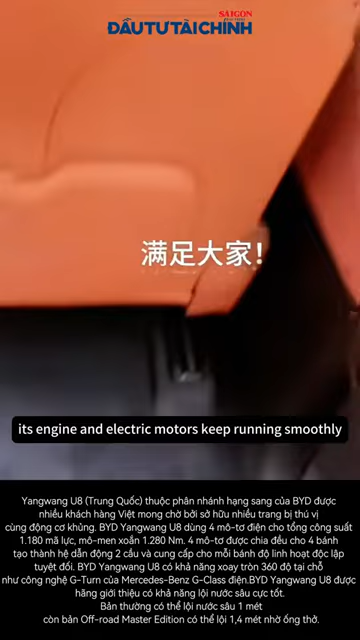 SAIGON
ĐẦU TƯ TÀI CHÍNH
满足大家!
its engine and electric motors keep running smoothly
Yangwang U8 (Trung Quốc) thuộc phân nhánh hạng sang của BYD được
nhiều khách hàng Việt mong chờ bởi sở hữu nhiều trang bị thú vị
cùng động cơ khủng. BYD Yangwang U8 dùng 4 mô-tơ điện cho tổng công suất
1.180 mã lực, mô-men xoắn 1.280 Nm. 4 mô-tơ được chia đều cho 4 bánh
tạo thành hệ dẫn động 2 cầu và cung cấp cho mỗi bánh độ linh hoạt độc lập
tuyệt đối. BYD Yangwang U8 có khả năng xoay tròn 360 độ tại chỗ
như công nghệ G-Turn của Mercedes-Benz G-Class điện.BYD Yangwang U8 được
hãng giới thiệu có khả năng lội nước sâu cực tốt.
Bản thường có thể lội nước sâu 1 mét
còn bản Off-road Master Edition có thể lội 1,4 mét nhờ ống thở.